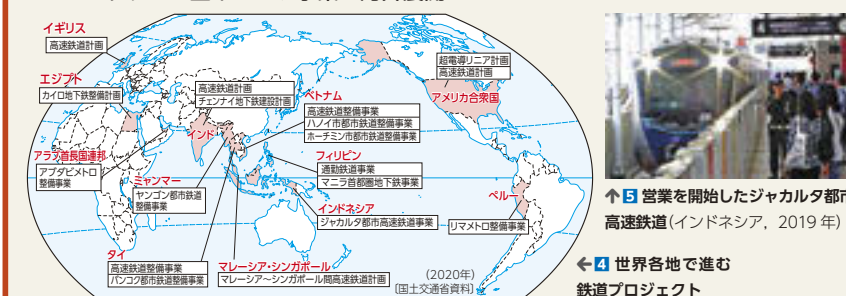 イギリス
高速鉄道計画
エジプト
カイロ地下鉄整備計画
アラブ首長国連邦
アブダビメトロ
整備事業
インド
高速鉄道計画
チェンナイ地下鉄建設計画
ミャンマー
ヤンゴン都市鉄道
整備事業
タイ
高速鉄道整備事業
バンコク都市鉄道整備事業
マレーシア・シンガポール
マレーシア〜シンガポール間高速鉄道計画
ベトナム
高速鉄道整備事業
ハノイ市都市鉄道整備事業
ホーチミン市都市鉄道整備事業
フィリピン
通勤鉄道事業
マニラ首都圏地下鉄事業
インドネシア
ジャカルタ都市高速鉄道事業
超電導リニア計画
高速鉄道計画
アメリカ合衆国
ペルー
リマメトロ整備事業
(2020年)
〔国土交通省資料〕
↑5 営業を開始したジャカルタ都市
高速鉄道(インドネシア，2019年)
←4 世界各地で進む
鉄道プロジェクト